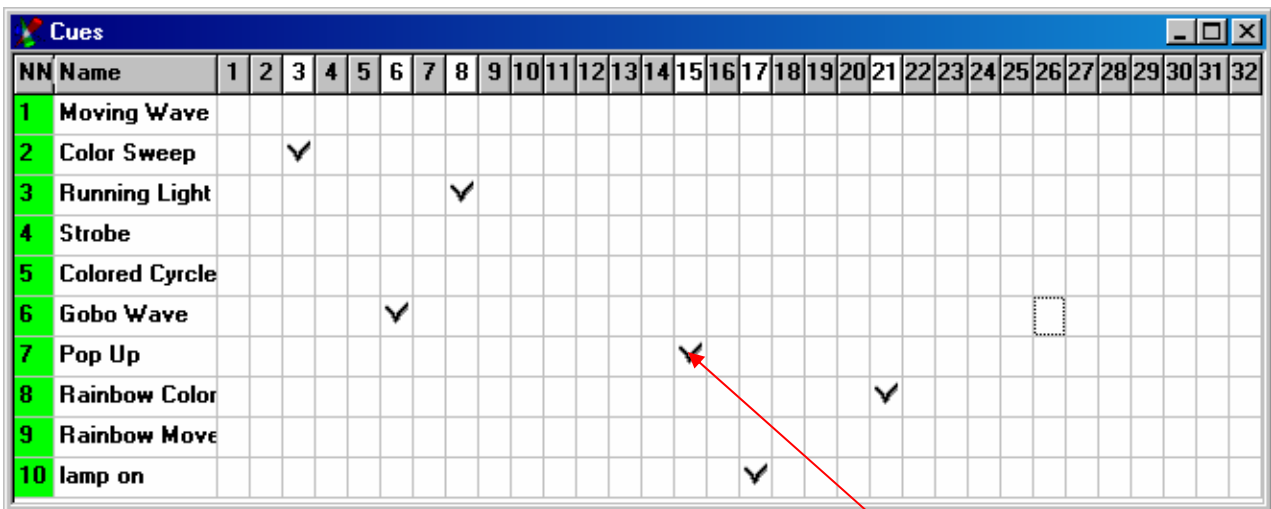 Cues
NN Name 1 2 3 4 5 6 7 8 9 10 11 12 13 14 15 16 17 18 19 20 21 22 23 24 25 26 27 28 29 30 31 32
1 Moving Wave
2 Color Sweep
3 Running Light
4 Strobe
5 Colored Cyrcle
6 Gobo Wave
7 Pop Up
8 Rainbow Color
9 Rainbow Move
10 lamp on